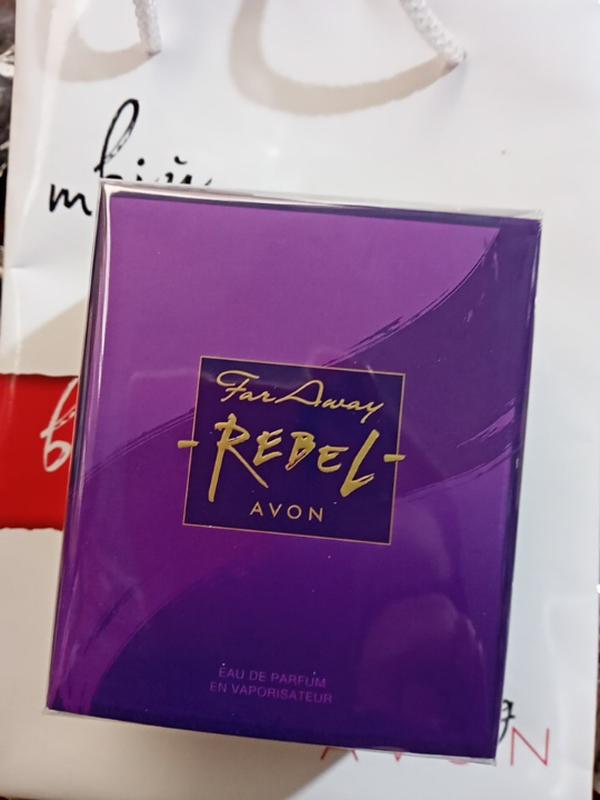 Far Away
-REBEL-
AVON
EAU DE PARFUM
EN VAPORISATEUR
AVON